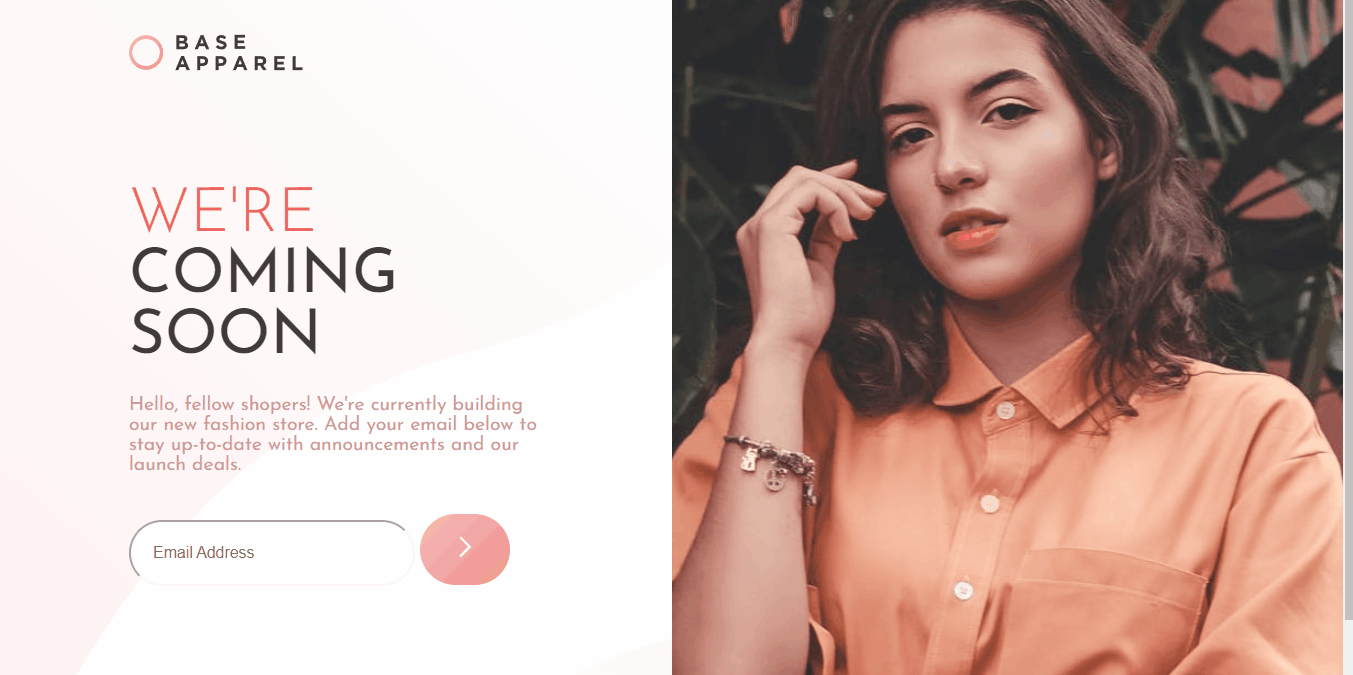 BASE
APPAREL
WE'RE
COMING
SOON
Hello, fellow shopers! We're currently building
our new fashion store. Add your email below to
stay up-to-date with announcements and our
launch deals.
Email Address